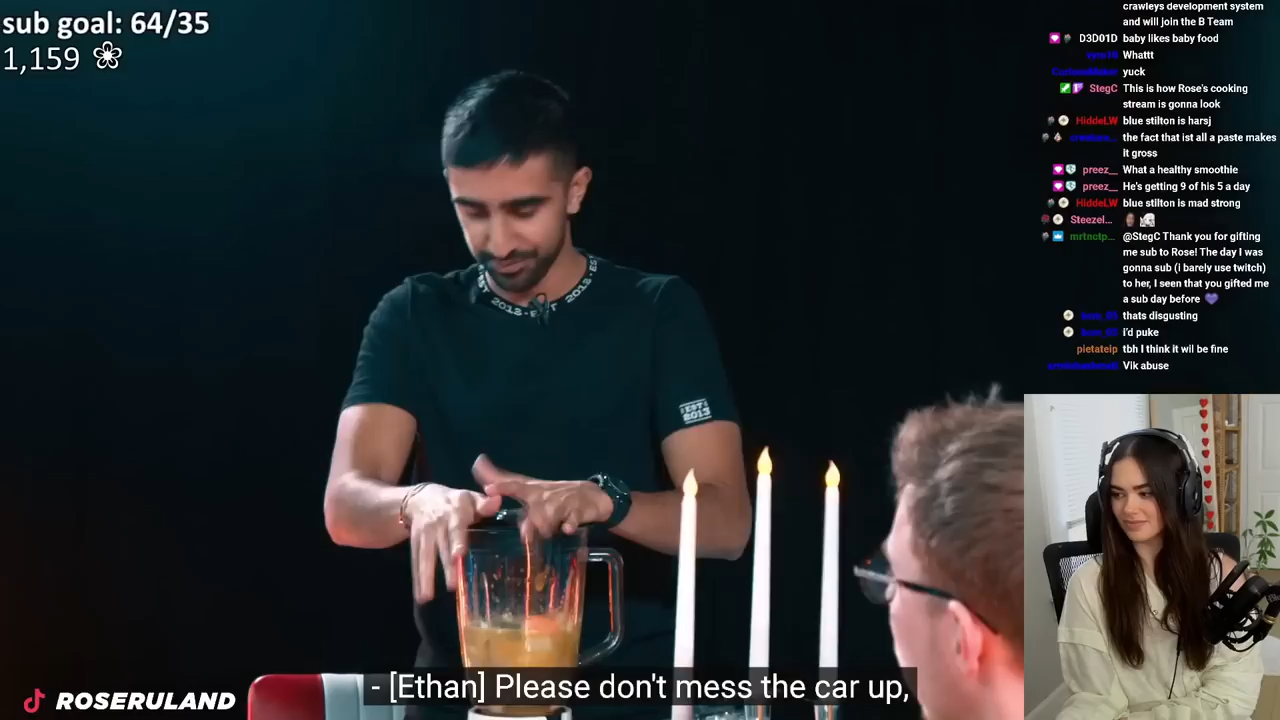 sub goal: 64/35
1,159
crawleys development system
and will join the B Team
D3D01D baby likes baby food
Whattt
yuck
StegC This is how Rose's cooking
stream is gonna look
HiddeLW blue stilton is harsj
the fact that ist all a paste makes
it gross
preez__ What a healthy smoothie
preez__ He's getting 9 of his 5 a day
HiddeLW blue stilton is mad strong
Steezel...
mrtnotp... @StegC Thank you for gifting
me sub to Rose! The day I was
gonna sub (i barely use twitch)
to her, I seen that you gifted me
a sub day before
thats disgusting
i'd puke
pietateip tbh I think it wil be fine
Vik abuse
2013 - EST
EST
2013
- [Ethan] Please don't mess the car up,
ROSERULAND